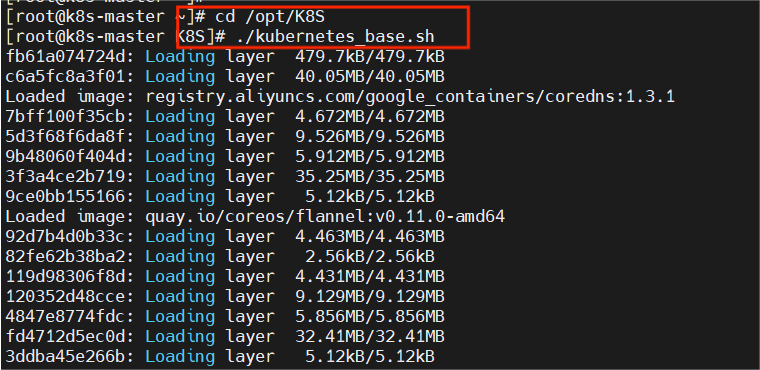 [root@k8s-master ~]# cd /opt/K8S
[root@k8s-master K8S]# ./kubernetes_base.sh
fb61a074724d: Loading layer  479.7kB/479.7kB
c6a5fc8a3f01: Loading layer  40.05MB/40.05MB
Loaded image: registry.aliyuncs.com/google_containers/coredns:1.3.1
7bff100f35cb: Loading layer  4.672MB/4.672MB
5d3f68f6da8f: Loading layer  9.526MB/9.526MB
9b48060f404d: Loading layer  5.912MB/5.912MB
3f3a4ce2b719: Loading layer  35.25MB/35.25MB
9ce0bb155166: Loading layer   5.12kB/5.12kB
Loaded image: quay.io/coreos/flannel:v0.11.0-amd64
92d7b4d0b33c: Loading layer  4.463MB/4.463MB
82fe62b38ba2: Loading layer   2.56kB/2.56kB
119d98306f8d: Loading layer  4.431MB/4.431MB
120352d48cce: Loading layer  9.129MB/9.129MB
4847e8774fdc: Loading layer  5.856MB/5.856MB
fd4712d5ec0d: Loading layer  32.41MB/32.41MB
3ddba45e266b: Loading layer   5.12kB/5.12kB